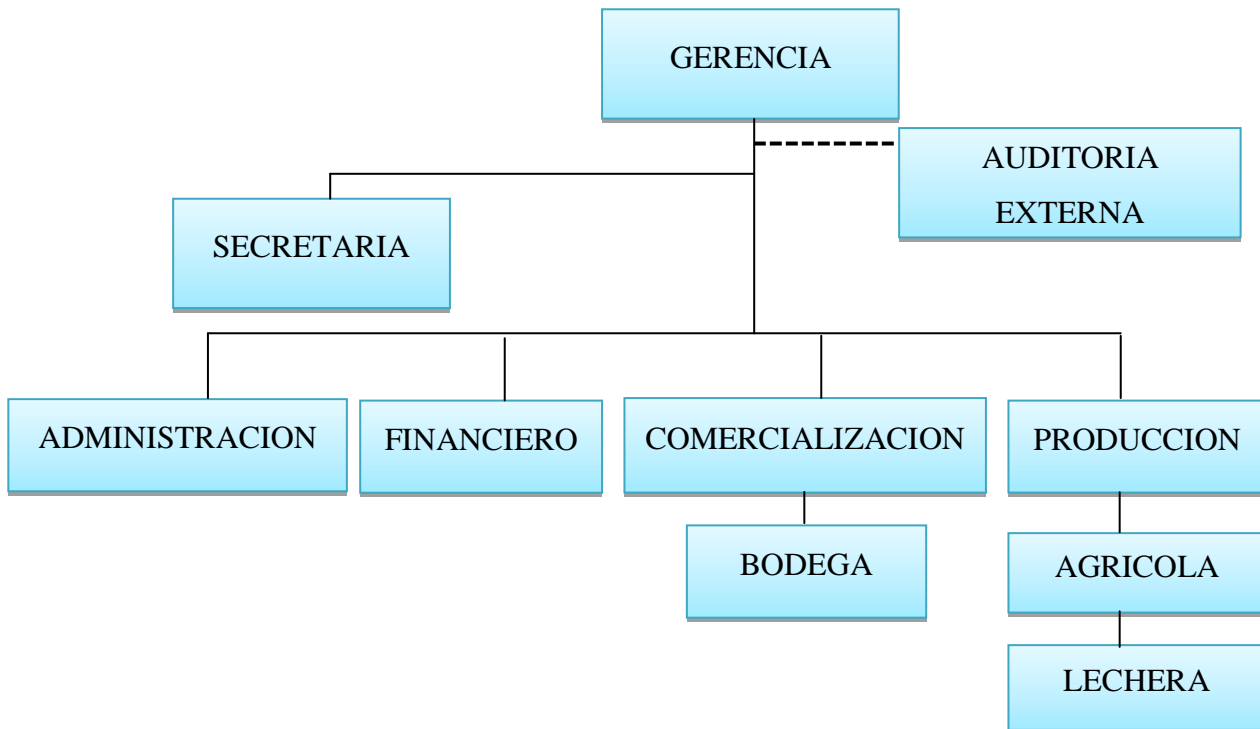 GERENCIA
AUDITORIA
EXTERNA
SECRETARIA
ADMINISTRACION
FINANCIERO
COMERCIALIZACION
PRODUCCION
BODEGA
AGRICOLA
LECHERA